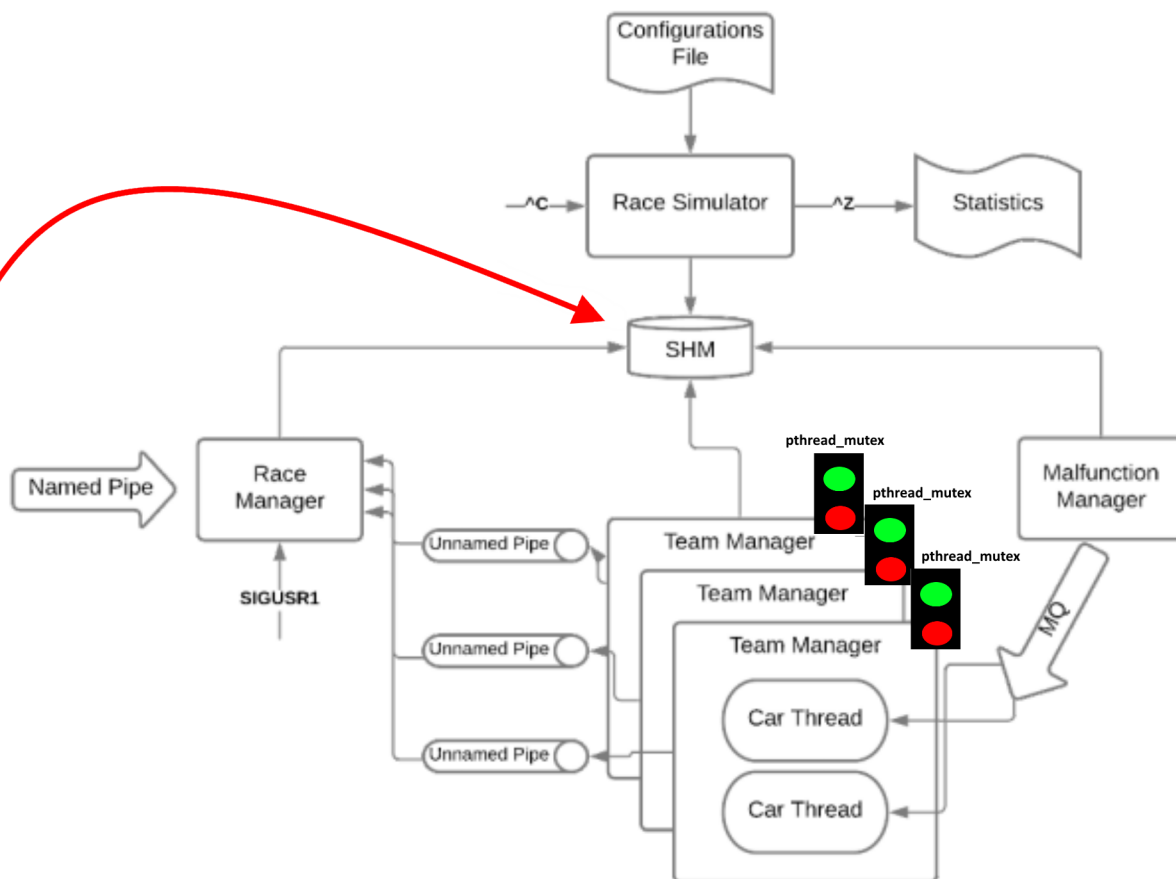 Configurations
File
^C
Race Simulator
^Z
Statistics
SHM
pthread_mutex
pthread_mutex
pthread_mutex
Named Pipe
Race
Manager
SIGUSR1
Unnamed Pipe
Unnamed Pipe
Unnamed Pipe
Team Manager
Team Manager
Team Manager
Car Thread
Car Thread
Malfunction
Manager
MQ